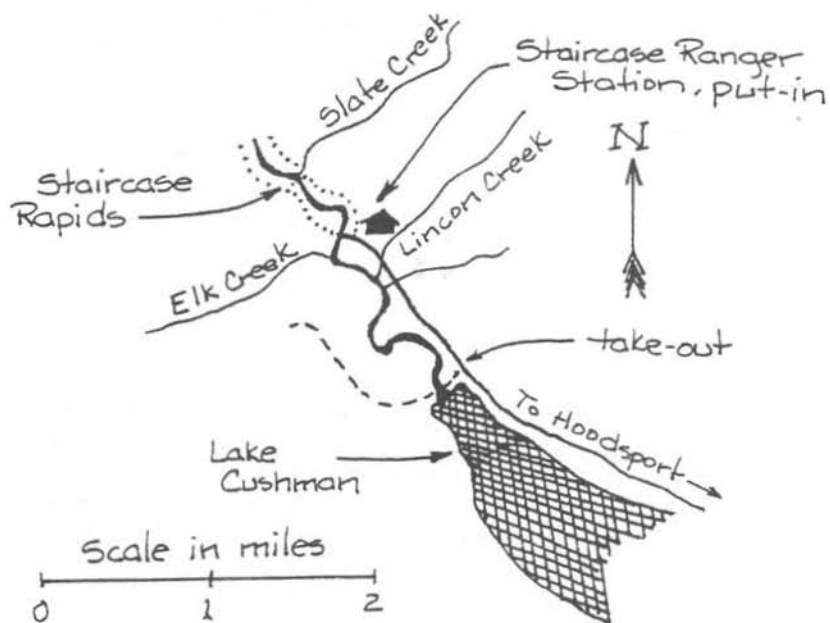 Slate Creek
Staircase Ranger
Station, put-in
N
Staircase
Rapids
Lincon Creek
Elk Creek
take-out
To Hoodsport
Lake
Cushman
Scale in miles
0 1 2